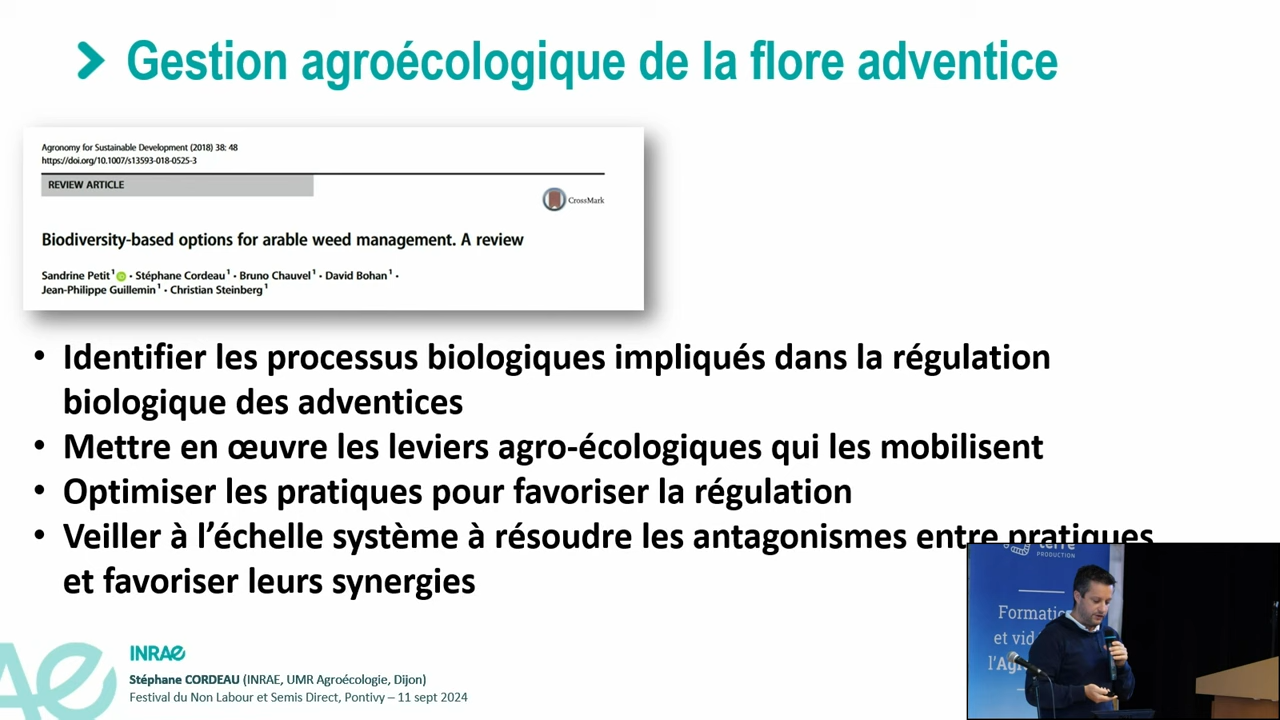 Gestion agroécologique de la flore adventice
Agronomy for Sustainable Development (2018) 38: 48
https://doi.org/10.1007/s13593-018-0525-3
REVIEW ARTICLE
CrossMark
Biodiversity-based options for arable weed management. A review
Sandrine Petit¹ · Stéphane Cordeau¹ · Bruno Chauvel¹ · David Bohan¹ ·
Jean-Philippe Guillemin¹ · Christian Steinberg¹
• Identifier les processus biologiques impliqués dans la régulation
biologique des adventices
• Mettre en œuvre les leviers agro-écologiques qui les mobilisent
• Optimiser les pratiques pour favoriser la régulation
• Veiller à l’échelle système à résoudre les antagonismes entre pratiques
et favoriser leurs synergies
terre
PRODUCTION
et
INRAE
Stéphane CORDEAU (INRAE, UMR Agroécologie, Dijon)
Festival du Non Labour et Semis Direct, Pontivy – 11 sept 2024